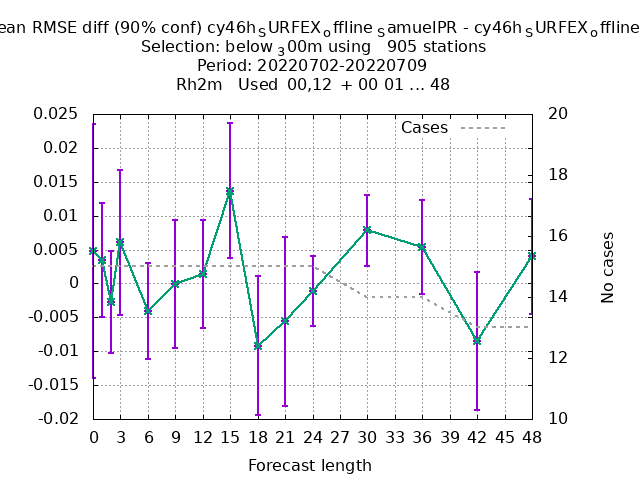 ean RMSE diff (90% conf) cy46h_SURFEX_offline_SamuelPR - cy46h_SURFEX_offline
Selection: below_300m using   905 stations
Period: 20220702-20220709
Rh2m   Used 00,12 + 00 01 ... 48
Cases
0.025
0.02
0.015
0.01
0.005
0
-0.005
-0.01
-0.015
-0.02
20
18
16
14
12
10
No cases
0 3 6 9 12 15 18 21 24 27 30 33 36 39 42 45 48
Forecast length